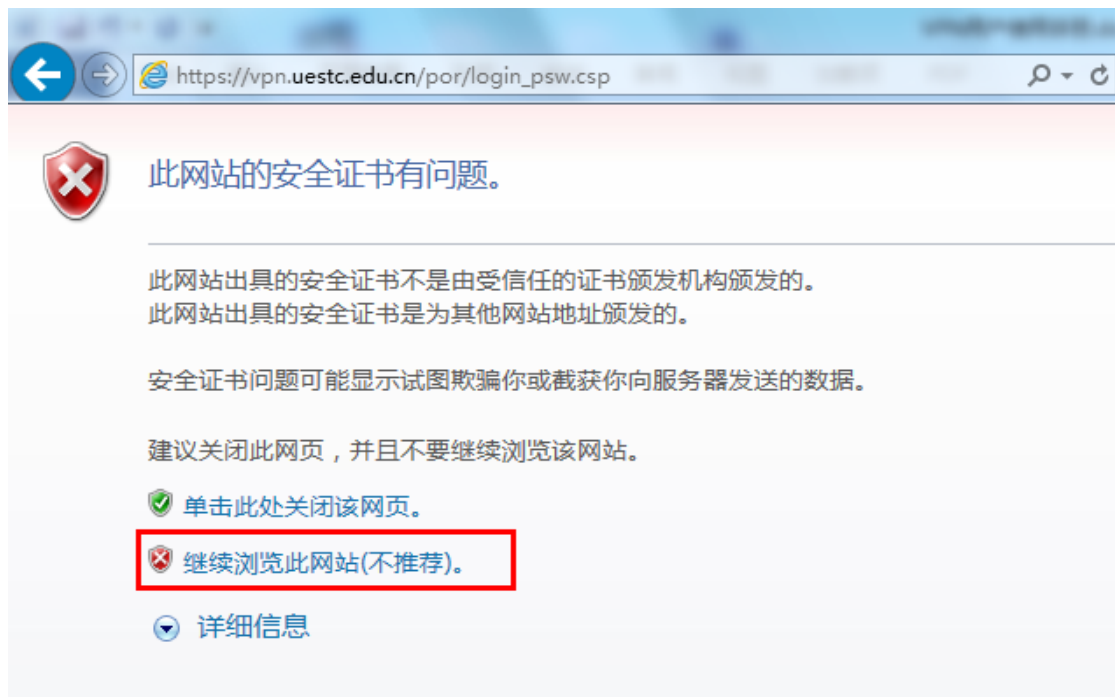 https://vpn.uestc.edu.cn/por/login_psw.csp
此网站的安全证书有问题。
此网站出具的安全证书不是由受信任的证书颁发机构颁发的。
此网站出具的安全证书是为其他网站地址颁发的。
安全证书问题可能显示试图欺骗你或截获你向服务器发送的数据。
建议关闭此网页，并且不要继续浏览该网站。
单击此处关闭该网页。
继续浏览此网站(不推荐)。
详细信息